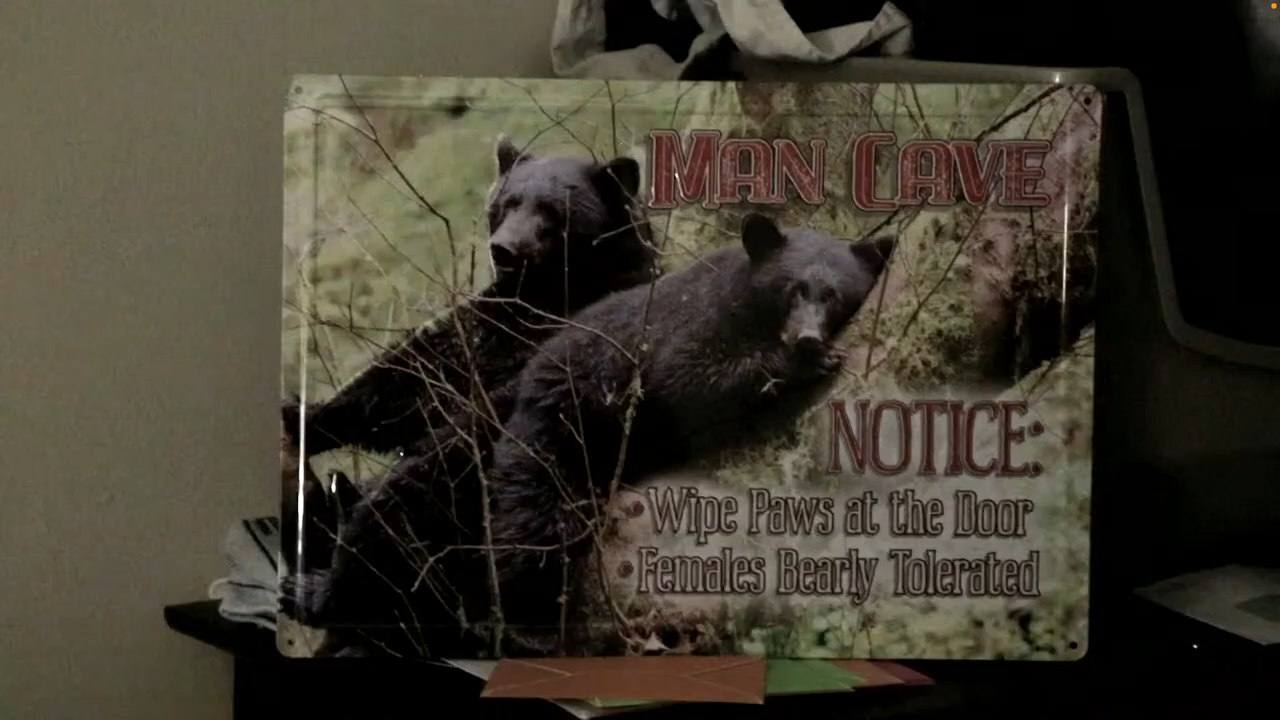 MAN CAVE
NOTICE:
• Wipe Paws at the Door
• Females Bearly Tolerated